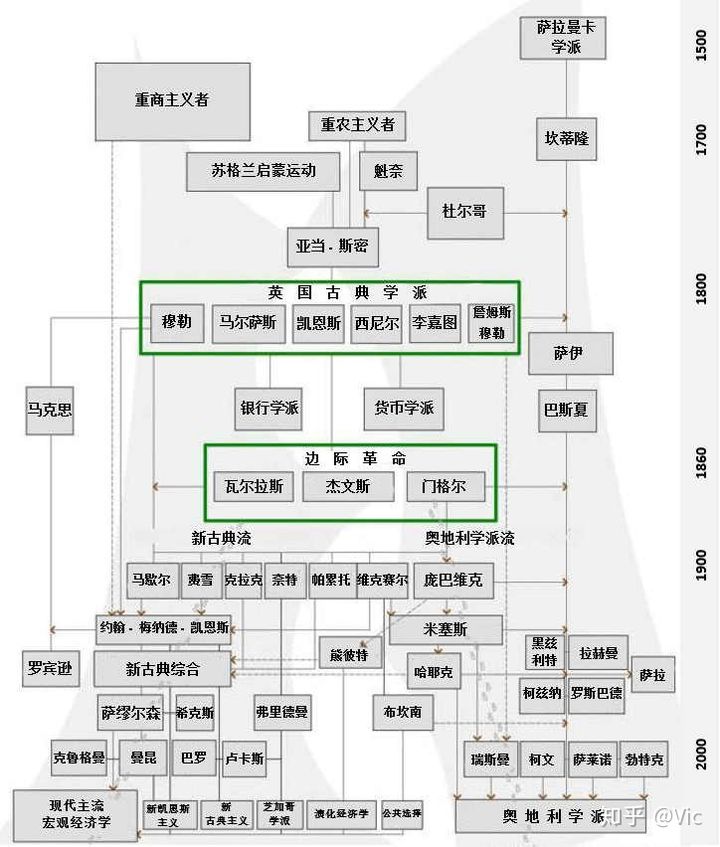 萨拉曼卡
学派
1500
重商主义者
重农主义者
坎蒂隆
1700
苏格兰启蒙运动
魁奈
杜尔哥
亚当·斯密
1800
英国古典学派
穆勒
马尔萨斯
凯恩斯
西尼尔
李嘉图
詹姆斯
穆勒
萨伊
马克思
银行学派
货币学派
巴斯夏
边际革命
1860
瓦尔拉斯
杰文斯
门格尔
新古典流
奥地利学派流
1900
马歇尔
费雪
克拉克
奈特
帕累托
维克赛尔
庞巴维克
约翰·梅纳德·凯恩斯
米塞斯
罗宾逊
新古典综合
熊彼特
哈耶克
黑兹
利特
拉赫曼
萨拉
柯兹纳
罗斯巴德
萨缪尔森
希克斯
弗里德曼
布坎南
克鲁格曼
曼昆
巴罗
卢卡斯
瑞斯曼
柯文
萨莱诺
勃特克
2000
现代主流
宏观经济学
新凯恩斯
主义
新
古典主义
芝加哥
学派
演化经济学
公共选择
奥地利学派
知乎 @Vic